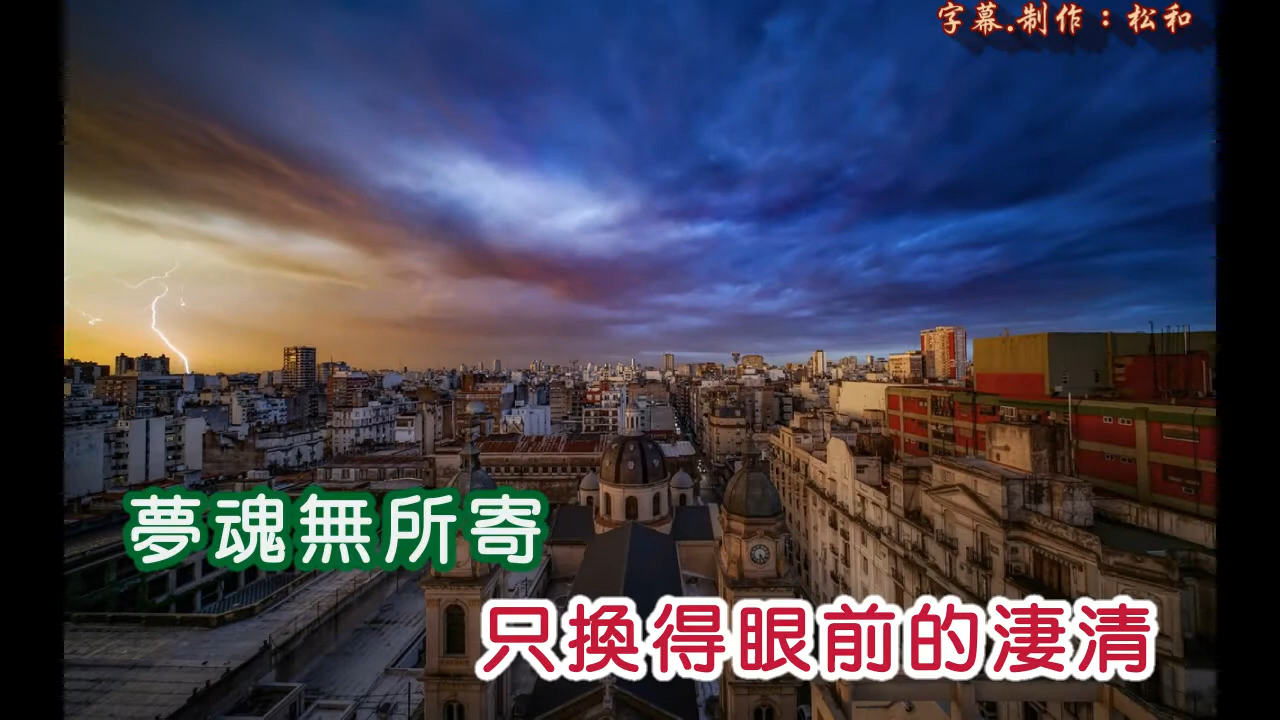 字幕.制作：松和
夢魂無所寄
只換得眼前的淒清